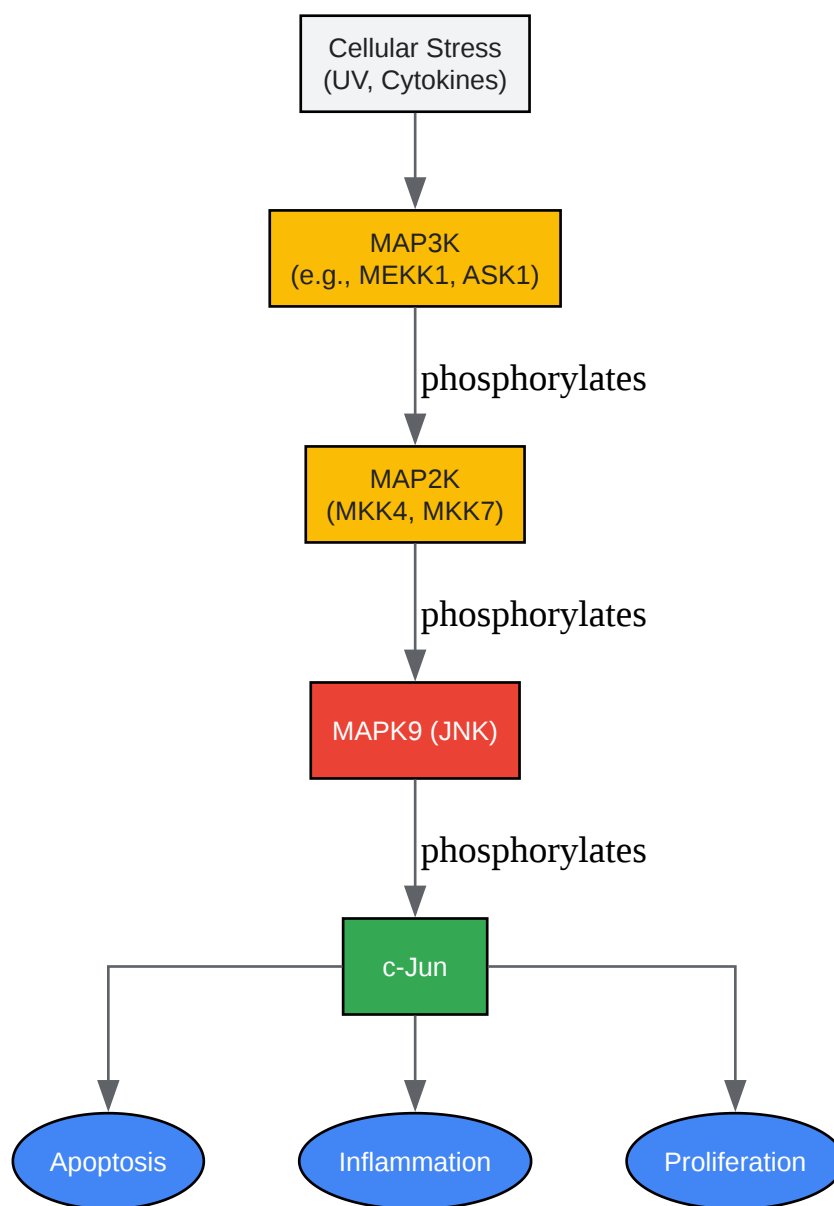 Cellular Stress
(UV, Cytokines)
MAP3K
(e.g., MEKK1, ASK1)
phosphorylates
MAP2K
(MKK4, MKK7)
phosphorylates
MAPK9 (JNK)
phosphorylates
c-Jun
Apoptosis
Inflammation
Proliferation